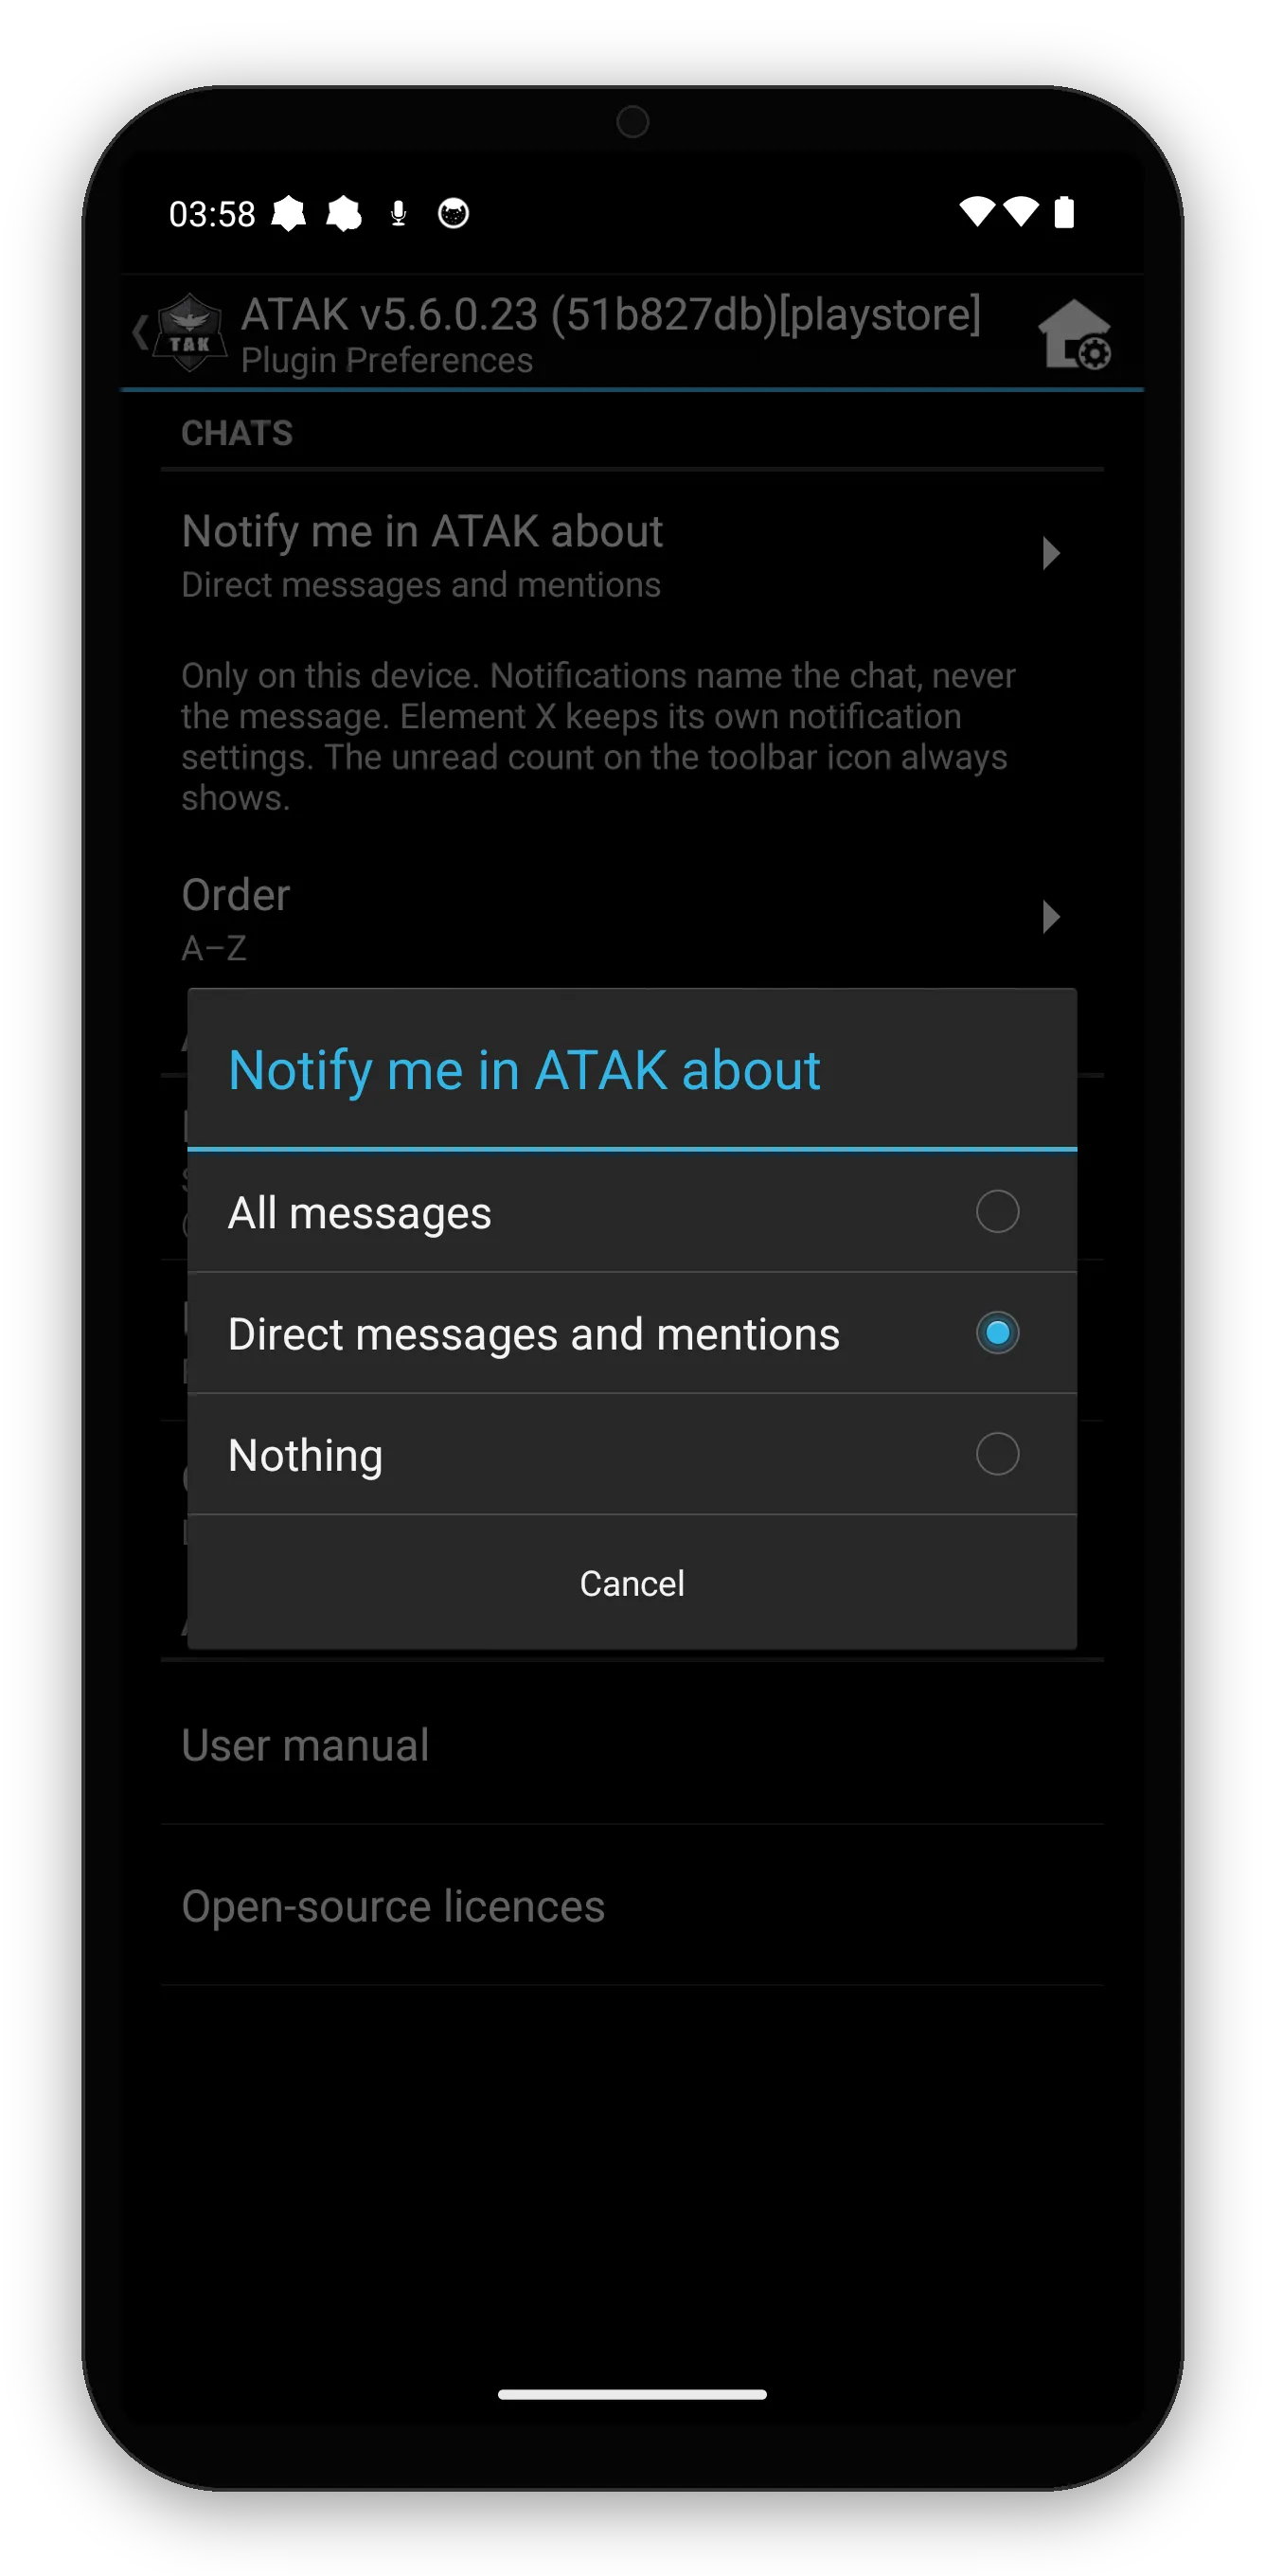 03:58
ATAK v5.6.0.23 (51b827db)[playstore]
TAK
Plugin Preferences
CHATS
Notify me in ATAK about
Direct messages and mentions
Only on this device. Notifications name the chat, never
the message. Element X keeps its own notification
settings. The unread count on the toolbar icon always
shows.
Order
A–Z
Notify me in ATAK about
All messages
Direct messages and mentions
Nothing
Cancel
User manual
Open-source licences